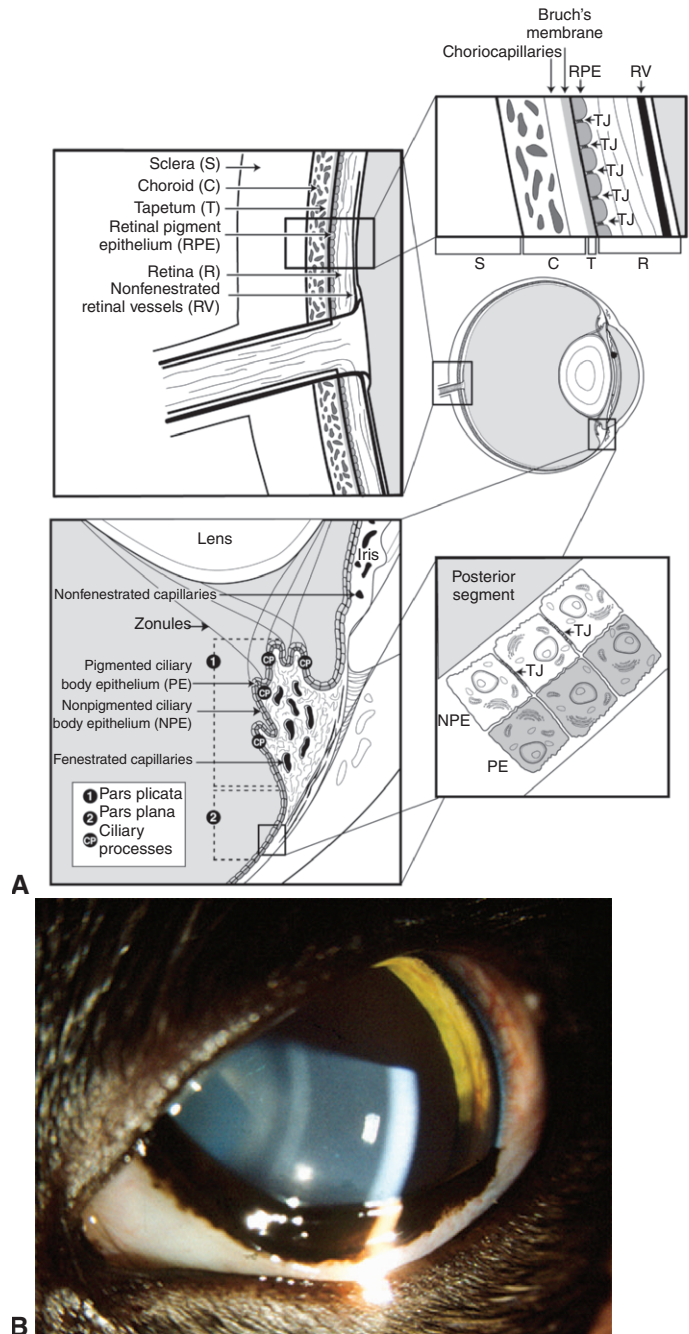 Bruch's
membrane
Choriocapillaries
RPE
RV
TJ
TJ
TJ
TJ
TJ
S
C
T
R
Sclera (S)
Choroid (C)
Tapetum (T)
Retinal pigment
epithelium (RPE)
Retina (R)
Nonfenestrated
retinal vessels (RV)
Lens
Iris
Nonfenestrated capillaries
Zonules
1
CP
CP
CP
CP
Pigmented ciliary
body epithelium (PE)
Nonpigmented ciliary
body epithelium (NPE)
Fenestrated capillaries
2
1 Pars plicata
2 Pars plana
CP Ciliary
processes
Posterior
segment
TJ
TJ
NPE
PE
A
B